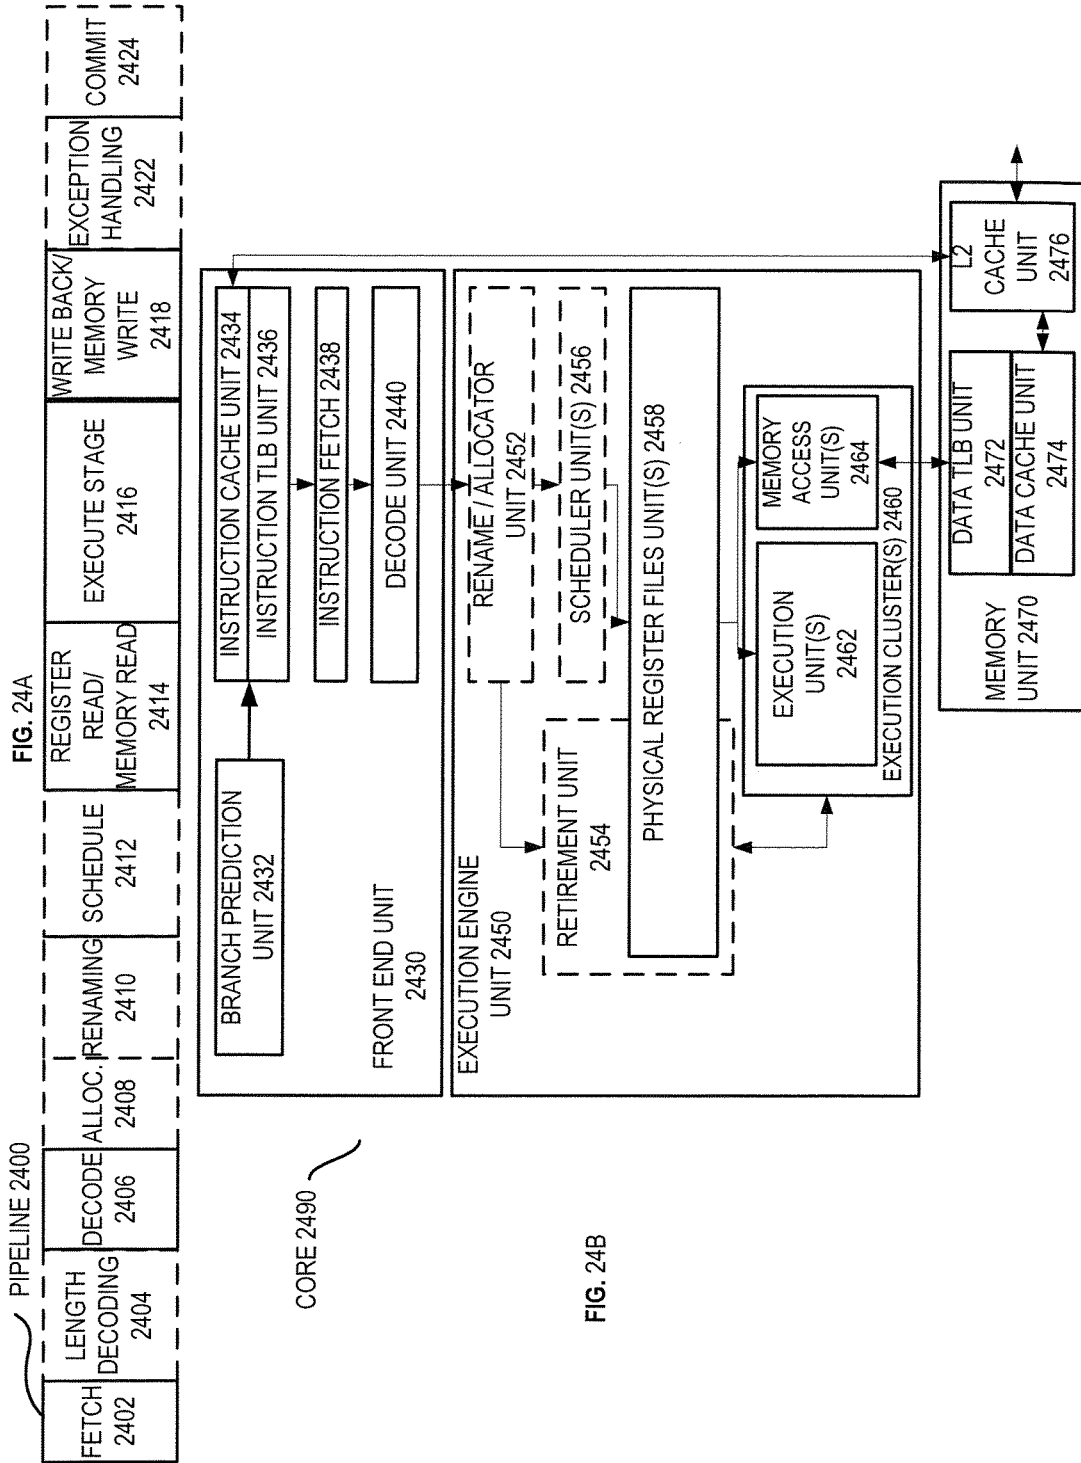 FIG. 24A
PIPELINE 2400
FETCH
2402
LENGTH
DECODING
2404
DECODE
2406
ALLOC.
2408
RENAMING
2410
SCHEDULE
2412
REGISTER
READ/
MEMORY READ
2414
EXECUTE STAGE
2416
WRITE BACK/
MEMORY
WRITE
2418
EXCEPTION
HANDLING
2422
COMMIT
2424
CORE 2490
BRANCH PREDICTION
UNIT 2432
INSTRUCTION CACHE UNIT 2434
INSTRUCTION TLB UNIT 2436
INSTRUCTION FETCH 2438
DECODE UNIT 2440
FRONT END UNIT
2430
EXECUTION ENGINE
UNIT 2450
RENAME / ALLOCATOR
UNIT 2452
RETIREMENT UNIT
2454
SCHEDULER UNIT(S) 2456
PHYSICAL REGISTER FILES UNIT(S) 2458
EXECUTION
UNIT(S)
2462
MEMORY
ACCESS
UNIT(S)
2464
EXECUTION CLUSTER(S) 2460
MEMORY
UNIT 2470
DATA TLB UNIT
2472
DATA CACHE UNIT
2474
L2
CACHE
UNIT
2476
FIG. 24B